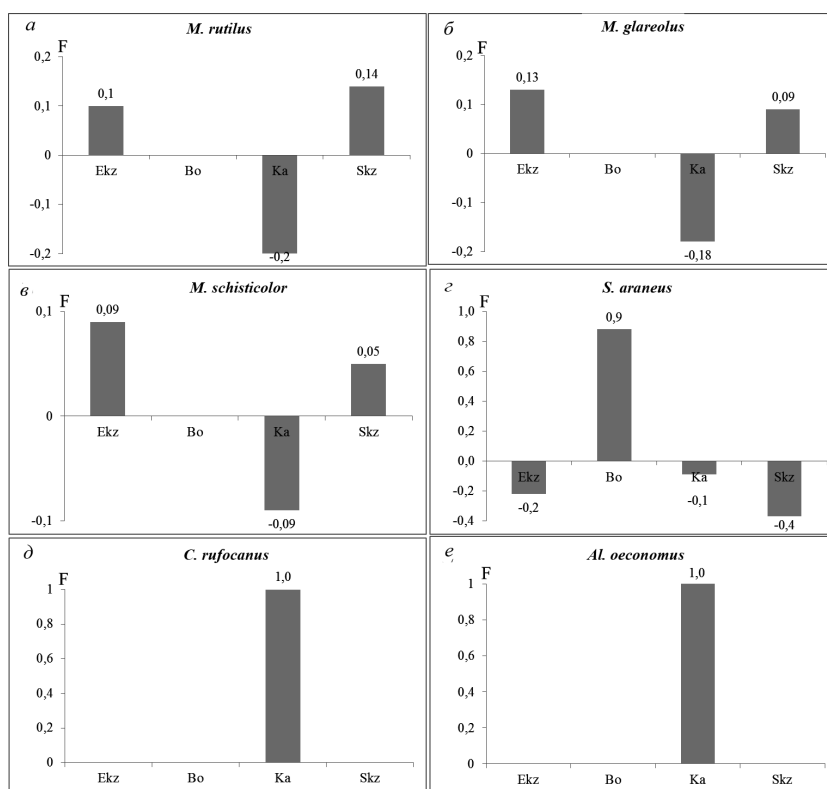 а M. rutilus
F
0,2
0,1
0
-0,1
-0,2
0,1
-0,2
0,14
Ekz Bo Ka Skz
б M. glareolus
F
0,2
0,1
0
-0,1
-0,2
0,13
-0,18
0,09
Ekz Bo Ka Skz
в M. schisticolor
F
0,1
0
-0,1
0,09
-0,09
0,05
Ekz Bo Ka Skz
г S. araneus
F
1,0
0,8
0,6
0,4
0,2
0,0
-0,2
-0,4
-0,2
0,9
-0,1
-0,4
Ekz Bo Ka Skz
д C. rufocanus
F
1
0,8
0,6
0,4
0,2
0
1,0
Ekz Bo Ka Skz
е Al. oeconomus
F
1
0,8
0,6
0,4
0,2
0
1,0
Ekz Bo Ka Skz